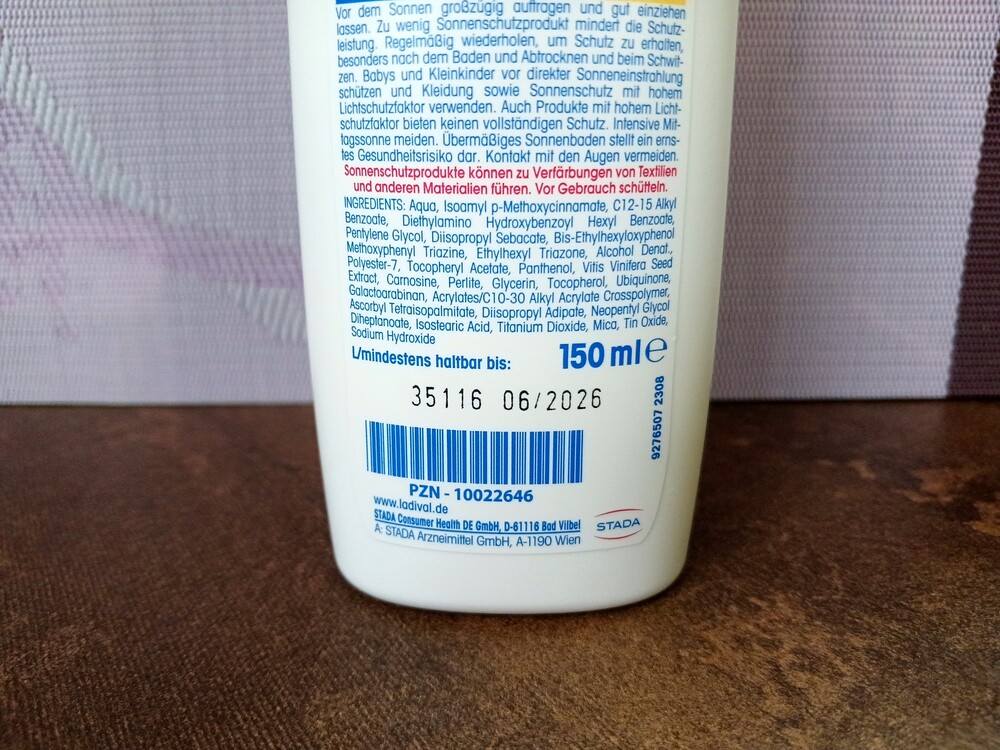 Vor dem Sonnen großzügig auftragen und gut einziehen
lassen. Zu wenig Sonnenschutzprodukt mindert die Schutz-
leistung. Regelmäßig wiederholen, um Schutz zu erhalten,
besonders nach dem Baden und Abtrocknen und beim Schwit-
zen. Babys und Kleinkinder vor direkter Sonneneinstrahlung
schützen und Kleidung sowie Sonnenschutz mit hohem
Lichtschutzfaktor verwenden. Auch Produkte mit hohem Licht-
schutzfaktor bieten keinen vollständigen Schutz. Intensive Mit-
tagssonne meiden. Übermäßiges Sonnenbaden stellt ein erns-
tes Gesundheitsrisiko dar. Kontakt mit den Augen vermeiden.
Sonnenschutzprodukte können zu Verfärbungen von Textilien
und anderen Materialien führen. Vor Gebrauch schütteln.
INGREDIENTS: Aqua, Isoamyl p-Methoxycinnamate, C12-15 Alkyl
Benzoate, Diethylamino Hydroxybenzoyl Hexyl Benzoate,
Pentylene Glycol, Diisopropyl Sebacate, Bis-Ethylhexyloxyphenol
Methoxyphenyl Triazine, Ethylhexyl Triazone, Alcohol Denat.,
Polyester-7, Tocopheryl Acetate, Panthenol, Vitis Vinifera Seed
Extract, Carnosine, Perlite, Glycerin, Tocopherol, Ubiquinone,
Galactoarabinan, Acrylates/C10-30 Alkyl Acrylate Crosspolymer,
Ascorbyl Tetraisopalmitate, Diisopropyl Adipate, Neopentyl Glycol
Diheptanoate, Isostearic Acid, Titanium Dioxide, Mica, Tin Oxide,
Sodium Hydroxide
L/mindestens haltbar bis: 150 ml e
35116 06/2026
9276507 2308
PZN - 10022646
www.ladival.de
STADA Consumer Health DE GmbH, D-61116 Bad Vilbel
A: STADA Arzneimittel GmbH, A-1190 Wien
STADA